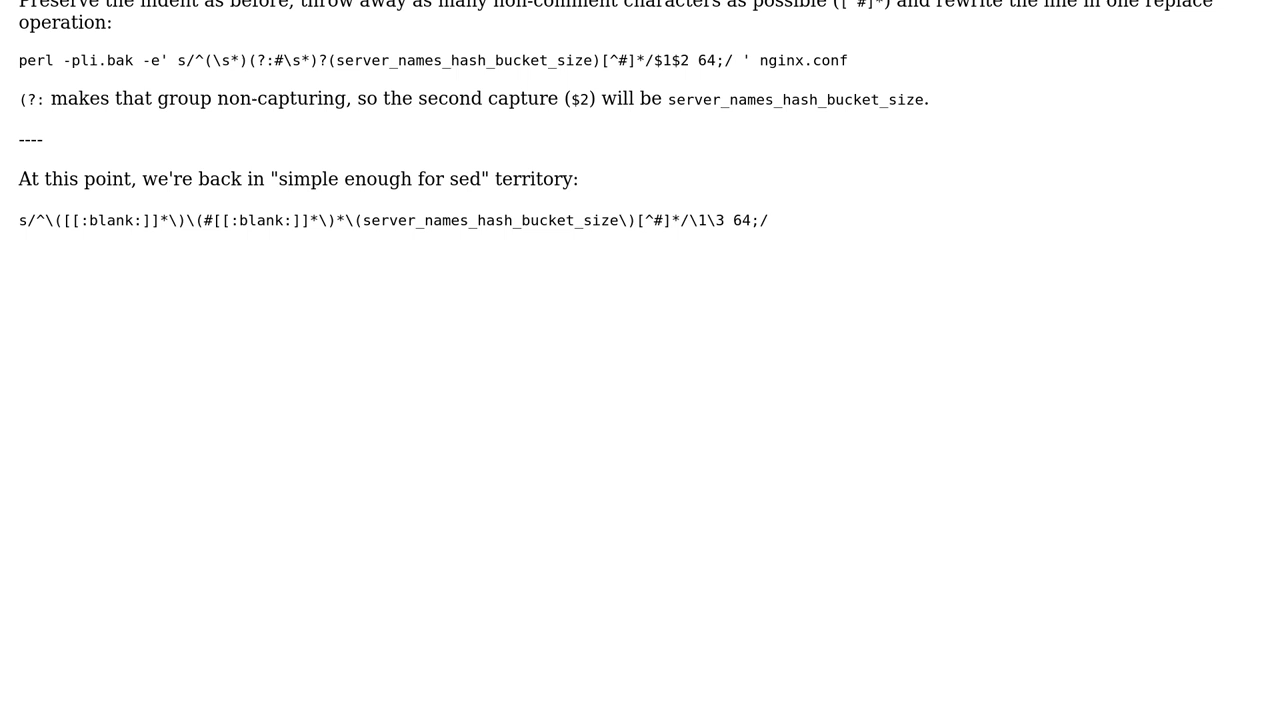 Preserve the indent as before, throw away as many non-comment characters as possible ([^#]*) and rewrite the line in one replace
operation:
perl -pli.bak -e' s/^(\s*)(?:#\s*)?(server_names_hash_bucket_size)[^#]*/$1$2 64;/ ' nginx.conf
(?: makes that group non-capturing, so the second capture ($2) will be server_names_hash_bucket_size.
----
At this point, we're back in "simple enough for sed" territory:
s/^\([[:blank:]]*\)\(#[[:blank:]]*\)*\(server_names_hash_bucket_size\)[^#]*/\1\3 64;/